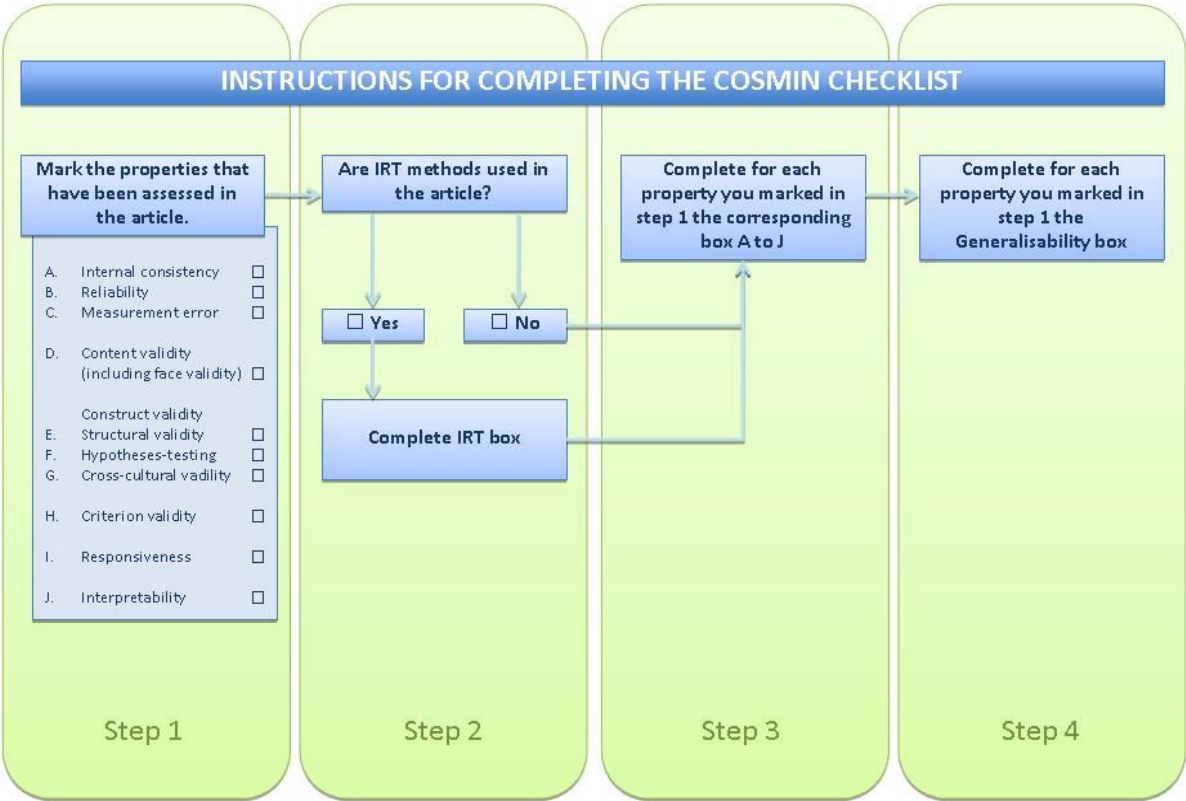 INSTRUCTIONS FOR COMPLETING THE COSMIN CHECKLIST
Mark the properties that
have been assessed in
the article.
A. Internal consistency ☐
B. Reliability ☐
C. Measurement error ☐
D. Content validity
(including face validity) ☐
Construct validity
E. Structural validity ☐
F. Hypotheses-testing ☐
G. Cross-cultural vadility ☐
H. Criterion validity ☐
I. Responsiveness ☐
J. Interpretability ☐
Step 1
Are IRT methods used in
the article?
☐ Yes
☐ No
Complete IRT box
Step 2
Complete for each
property you marked in
step 1 the corresponding
box A to J
Step 3
Complete for each
property you marked in
step 1 the
Generalisability box
Step 4